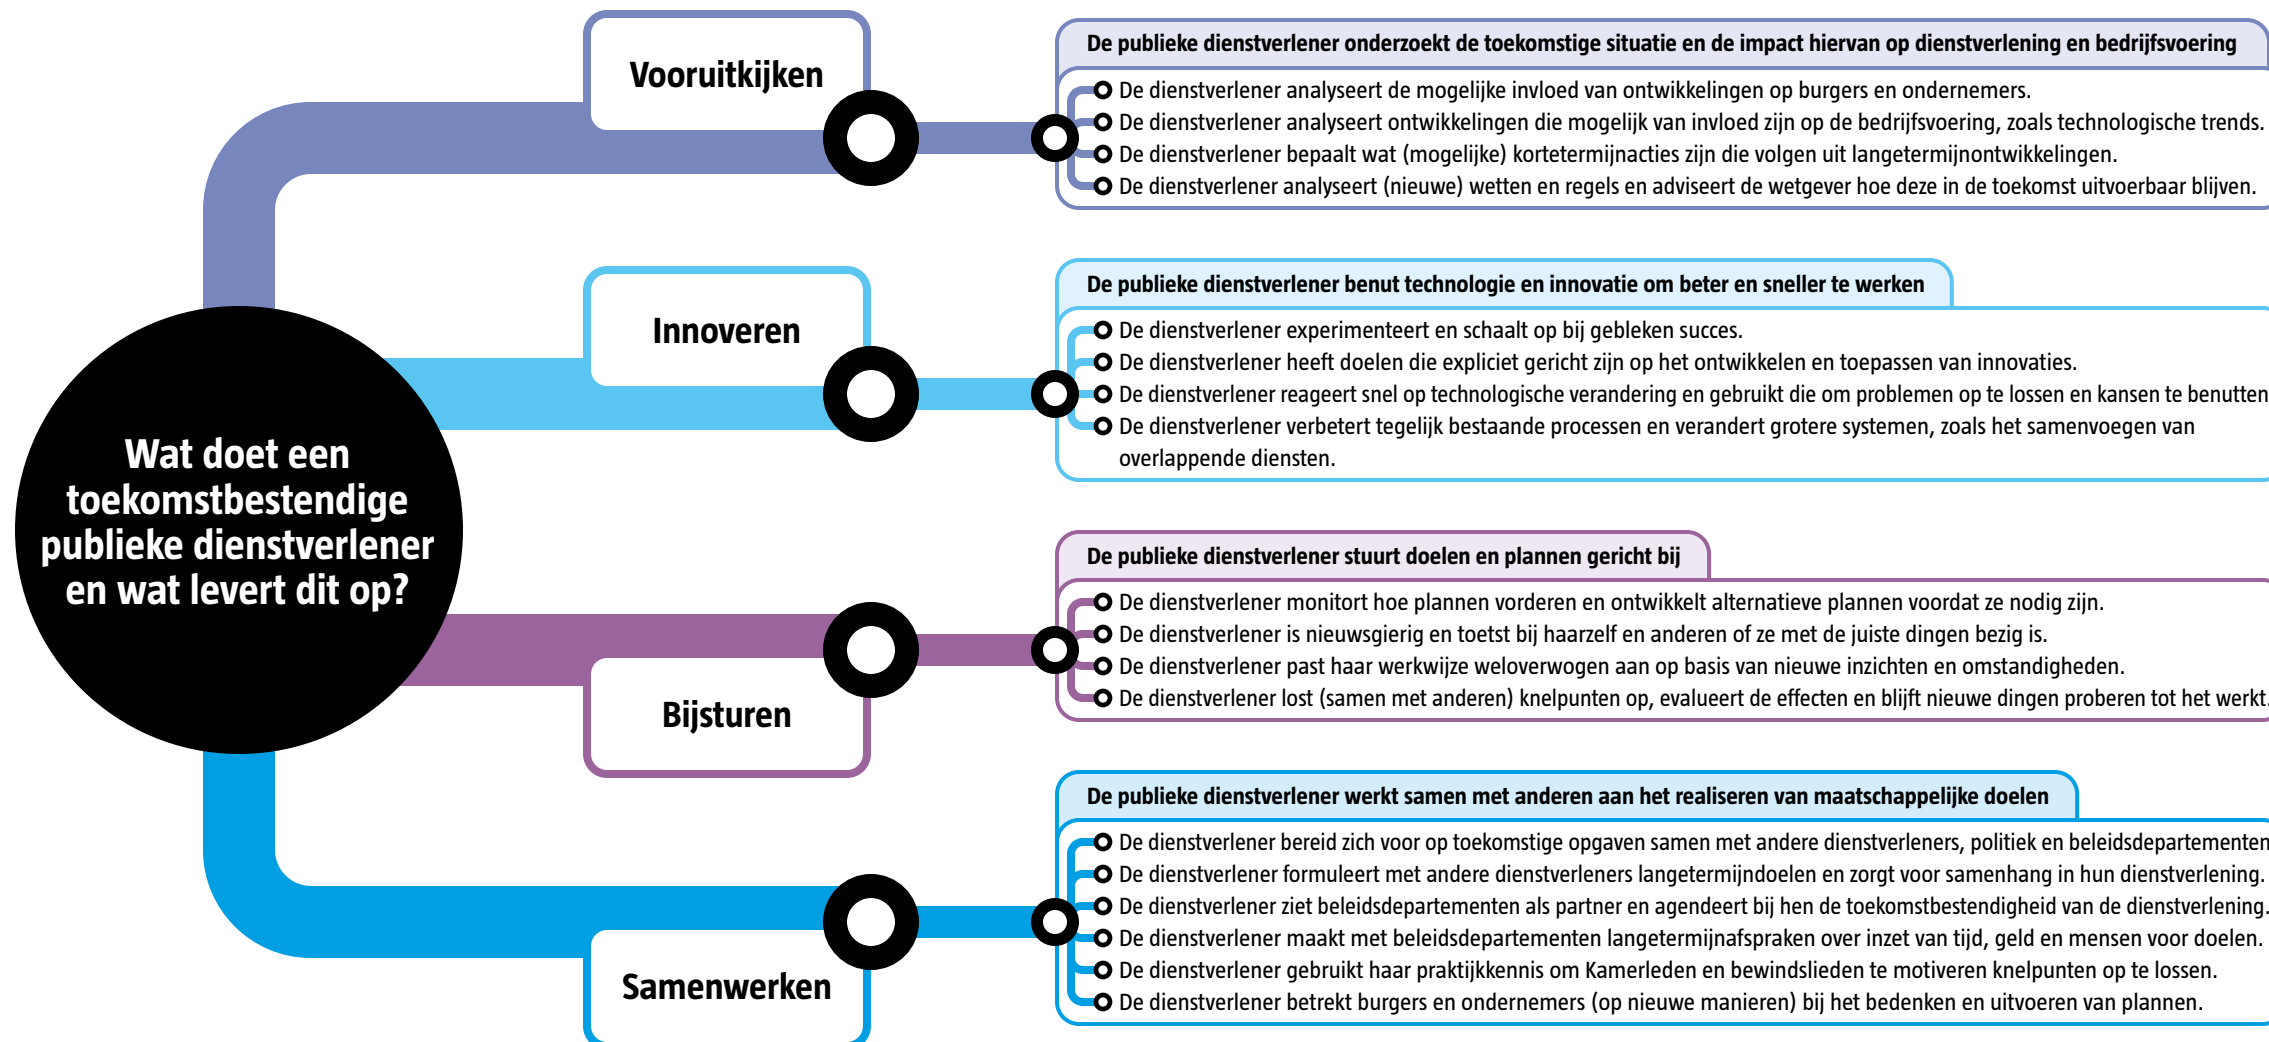 Wat doet een
toekomstbestendige
publieke dienstverlener
en wat levert dit op?
Vooruitkijken
De publieke dienstverlener onderzoekt de toekomstige situatie en de impact hiervan op dienstverlening en bedrijfsvoering
De dienstverlener analyseert de mogelijke invloed van ontwikkelingen op burgers en ondernemers.
De dienstverlener analyseert ontwikkelingen die mogelijk van invloed zijn op de bedrijfsvoering, zoals technologische trends.
De dienstverlener bepaalt wat (mogelijke) kortetermijnacties zijn die volgen uit langetermijnontwikkelingen.
De dienstverlener analyseert (nieuwe) wetten en regels en adviseert de wetgever hoe deze in de toekomst uitvoerbaar blijven.
Innoveren
De publieke dienstverlener benut technologie en innovatie om beter en sneller te werken
De dienstverlener experimenteert en schaalt op bij gebleken succes.
De dienstverlener heeft doelen die expliciet gericht zijn op het ontwikkelen en toepassen van innovaties.
De dienstverlener reageert snel op technologische verandering en gebruikt die om problemen op te lossen en kansen te benutten
De dienstverlener verbetert tegelijk bestaande processen en verandert grotere systemen, zoals het samenvoegen van
overlappende diensten.
Bijsturen
De publieke dienstverlener stuurt doelen en plannen gericht bij
De dienstverlener monitort hoe plannen vorderen en ontwikkelt alternatieve plannen voordat ze nodig zijn.
De dienstverlener is nieuwsgierig en toetst bij haarzelf en anderen of ze met de juiste dingen bezig is.
De dienstverlener past haar werkwijze weloverwogen aan op basis van nieuwe inzichten en omstandigheden.
De dienstverlener lost (samen met anderen) knelpunten op, evalueert de effecten en blijft nieuwe dingen proberen tot het werkt.
Samenwerken
De publieke dienstverlener werkt samen met anderen aan het realiseren van maatschappelijke doelen
De dienstverlener bereid zich voor op toekomstige opgaven samen met andere dienstverleners, politiek en beleidsdepartementen
De dienstverlener formuleert met andere dienstverleners langetermijndoelen en zorgt voor samenhang in hun dienstverlening.
De dienstverlener ziet beleidsdepartementen als partner en agendeert bij hen de toekomstbestendigheid van de dienstverlening.
De dienstverlener maakt met beleidsdepartementen langetermijnafspraken over inzet van tijd, geld en mensen voor doelen.
De dienstverlener gebruikt haar praktijkkennis om Kamerleden en bewindslieden te motiveren knelpunten op te lossen.
De dienstverlener betrekt burgers en ondernemers (op nieuwe manieren) bij het bedenken en uitvoeren van plannen.